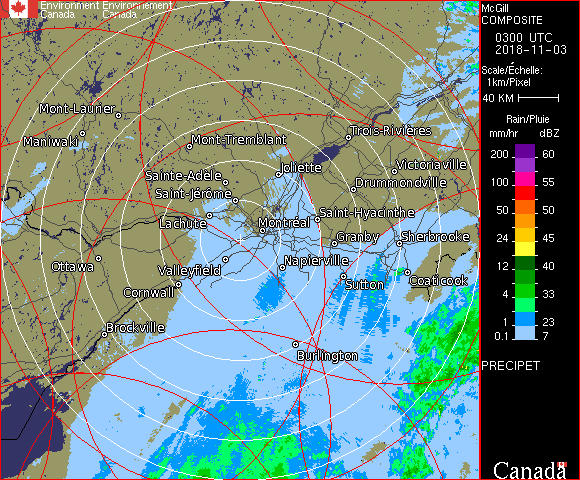 Environment Environnement
Canada Canada
McGill
COMPOSITE
0300 UTC
2018-11-03
Scale/Échelle:
1km/Pixel
40 KM
Rain/Pluie
mm/hr dBZ
200 60
100 55
50 50
24 45
12 40
4 33
1 23
0.1 7
PRECIPET
Canada
Mont-Laurier
Maniwaki
Mont-Tremblant
Trois-Rivières
Joliette
Victoriaville
Sainte-Adèle
Drummondville
Saint-Jérôme
Lachute
Saint-Hyacinthe
Montréal
Granby
Sherbrooke
Ottawa
Valleyfield
Napierville
Cornwall
Sutton
Coaticook
Brockville
Burlington